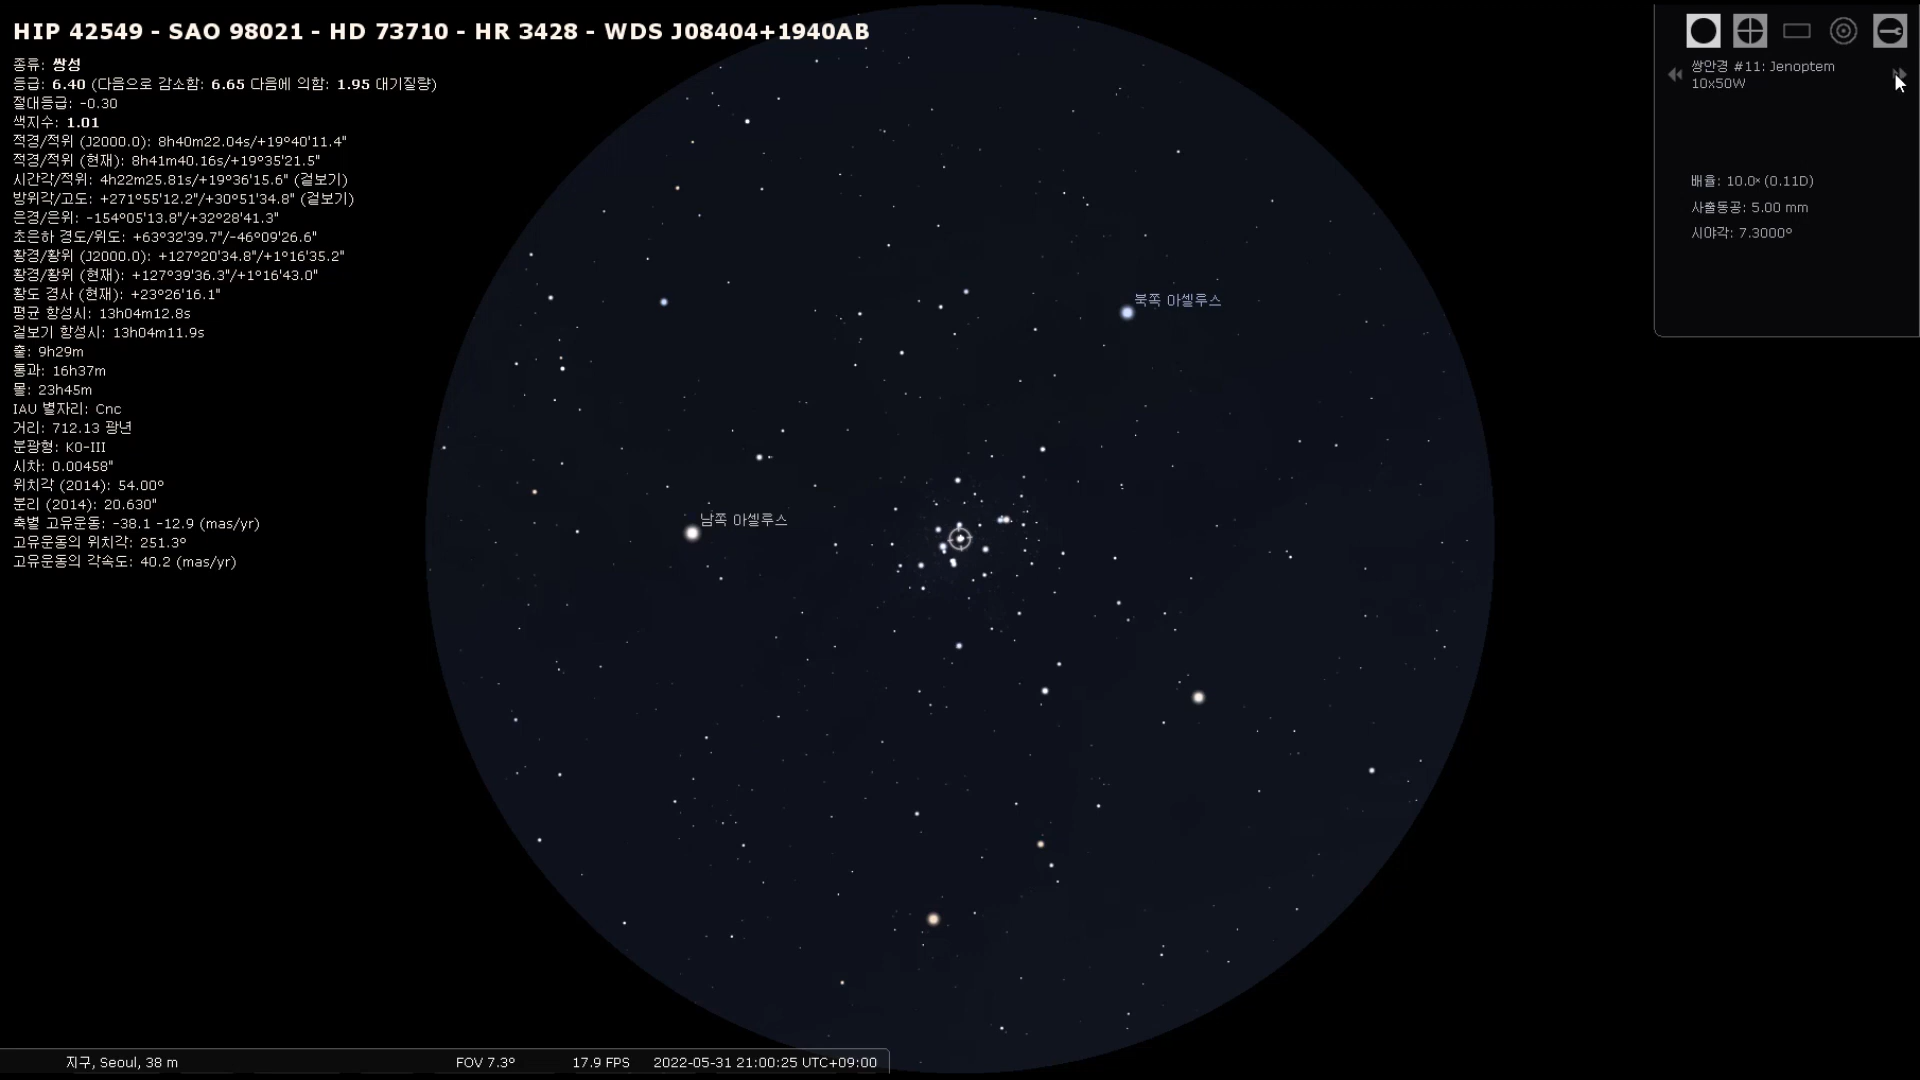 HIP 42549 - SAO 98021 - HD 73710 - HR 3428 - WDS J08404+1940AB
종류: 쌍성
등급: 6.40 (다음으로 감소함: 6.65 다음에 의함: 1.95 대기질량)
절대등급: -0.30
색지수: 1.01
적경/적위 (J2000.0): 8h40m22.04s/+19°40'11.4"
적경/적위 (현재): 8h41m40.16s/+19°35'21.5"
시간각/적위: 4h22m25.81s/+19°36'15.6" (겉보기)
방위각/고도: +271°55'12.2"/+30°51'34.8" (겉보기)
은경/은위: -154°05'13.8"/+32°28'41.3"
초은하 경도/위도: +63°32'39.7"/-46°09'26.6"
황경/황위 (J2000.0): +127°20'34.8"/+1°16'35.2"
황경/황위 (현재): +127°39'36.3"/+1°16'43.0"
황도 경사 (현재): +23°26'16.1"
평균 항성시: 13h04m12.8s
겉보기 항성시: 13h04m11.9s
출: 9h29m
통과: 16h37m
몰: 23h45m
IAU 별자리: Cnc
거리: 712.13 광년
분광형: K0-III
시차: 0.00458"
위치각 (2014): 54.00°
분리 (2014): 20.630"
축별 고유운동: -38.1 -12.9 (mas/yr)
고유운동의 위치각: 251.3°
고유운동의 각속도: 40.2 (mas/yr)
쌍안경 #11: Jenoptem
10x50W
배율: 10.0× (0.11D)
사출동공: 5.00 mm
시야각: 7.3000°
북쪽 아셀루스
남쪽 아셀루스
지구, Seoul, 38 m FOV 7.3° 17.9 FPS 2022-05-31 21:00:25 UTC+09:00